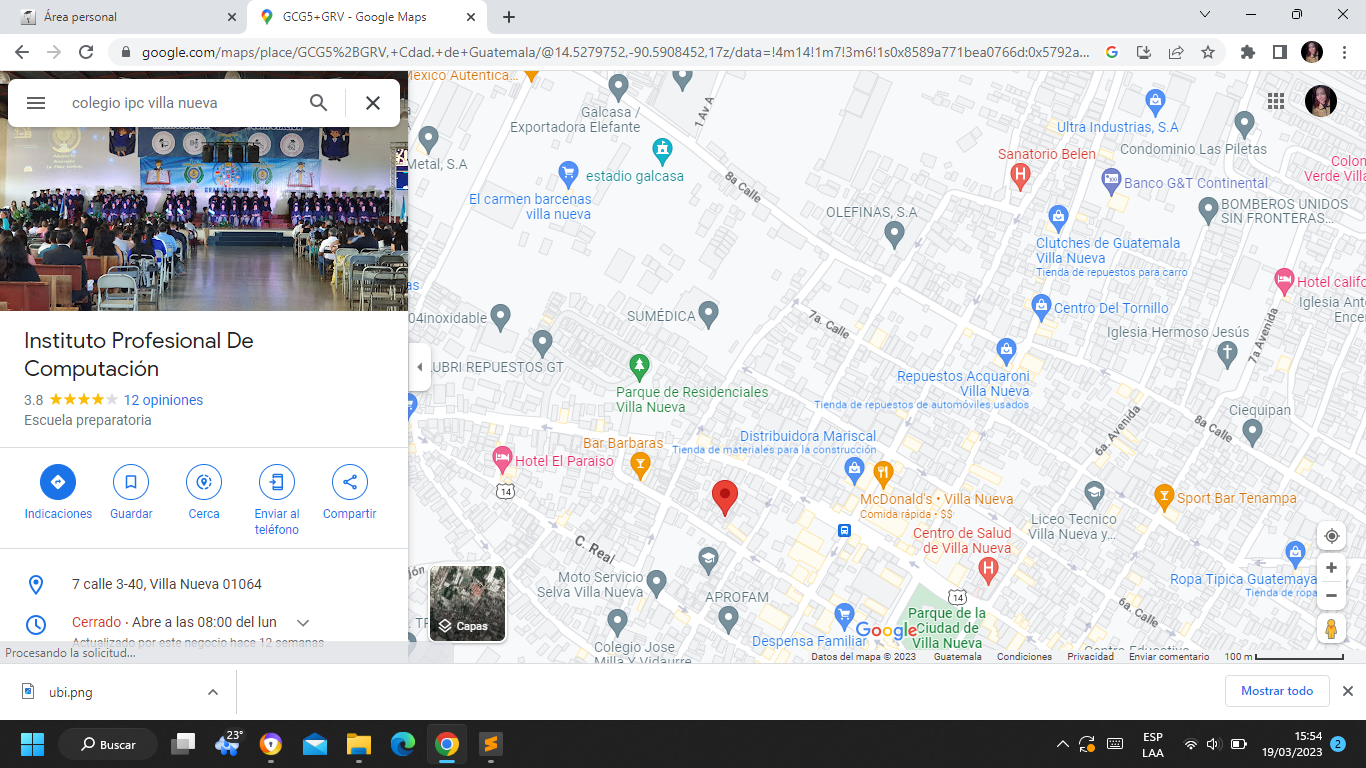 Área personal
GCG5+GRV - Google Maps
google.com/maps/place/GCG5%2BGRV,+Cdad.+de+Guatemala/@14.5279752,-90.5908452,17z/data=!4m14!1m7!3m6!1s0x8589a771bea0766d:0x5792a...
colegio ipc villa nueva
Instituto Profesional De
Computación
3.8
12 opiniones
Escuela preparatoria
Indicaciones
Guardar
Cerca
Enviar al
teléfono
Compartir
7 calle 3-40, Villa Nueva 01064
Cerrado · Abre a las 08:00 del lun
Actualizado por este negocio hace 12 semanas
Procesando la solicitud...
Mexico Autentica...
Galcasa /
Exportadora Elefante
1 Av A
Metal, S.A
estadio galcasa
El carmen barcenas
villa nueva
8a Calle
Ultra Industrias, S.A
Condominio Las Piletas
Sanatorio Belen
Colon
Verde Villa
Banco G&T Continental
BOMBEROS UNIDOS
SIN FRONTERAS...
OLEFINAS, S.A
Clutches de Guatemala
Villa Nueva
Tienda de repuestos para carro
Hotel califo
Centro Del Tornillo
Iglesia Ant
Ence
04inoxidable
SUMÉDICA
7a. Calle
Iglesia Hermoso Jesús
7a Avenida
UBRI REPUESTOS GT
Parque de Residenciales
Villa Nueva
Repuestos Acquaroni
Villa Nueva
Tienda de repuestos de automóviles usados
Ciequipan
6a. Avenida
8a Calle
Bar Barbaras
Distribuidora Mariscal
Tienda de materiales para la construcción
Hotel El Paraiso
14
McDonald's • Villa Nueva
Comida rápida • $$
Sport Bar Tenampa
Liceo Tecnico
Villa Nueva y...
Centro de Salud
de Villa Nueva
C. Real
Moto Servicio
Selva Villa Nueva
APROFAM
14
Ropa Tipica Guatemaya
Tienda de ropa
6a. Calle
Parque de la
Ciudad de
Villa Nueva
Despensa Familiar
Google
Colegio Jose
Milla Y Vidaurre
Centro Educativo
Capas
Datos del mapa © 2023
Guatemala
Condiciones
Privacidad
Enviar comentario
100 m
ubi.png
Mostrar todo
23°
Buscar
ESP
LAA
15:54
19/03/2023
2